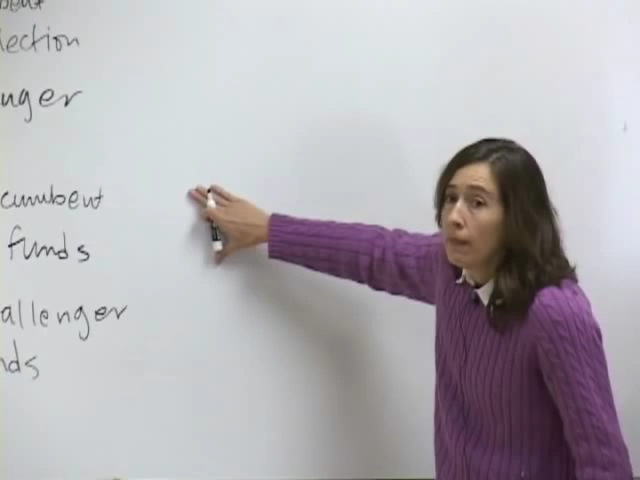 lection
nger
cumbent
funds
allenger
nds